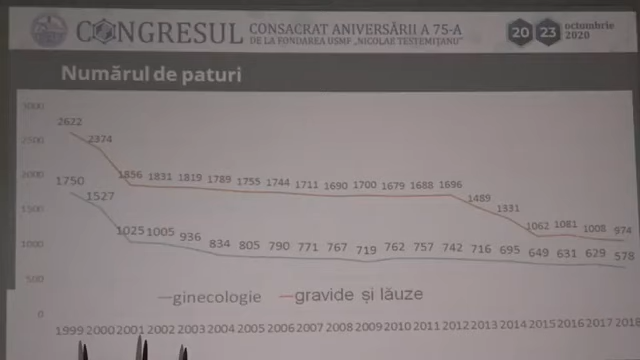 CONGRESUL
CONSACRAT ANIVERSĂRII A 75-A
DE LA FONDAREA USMF „NICOLAE TESTEMIȚANU”
20 23 octombrie
2020
Numărul de paturi
3000
2622
2374
2500
1856 1831 1819 1789 1755 1744 1711 1690 1700 1679 1688 1696
2000
1750
1527
1489
1500
1331
1025 1005 936 834 805 790 771 767 719 762 757 742 716 695 649 631 629 578
1062 1081 1008 974
1000
500
0
ginecologie gravide și lăuze
1999 2000 2001 2002 2003 2004 2005 2006 2007 2008 2009 2010 2011 2012 2013 2014 2015 2016 2017 2018